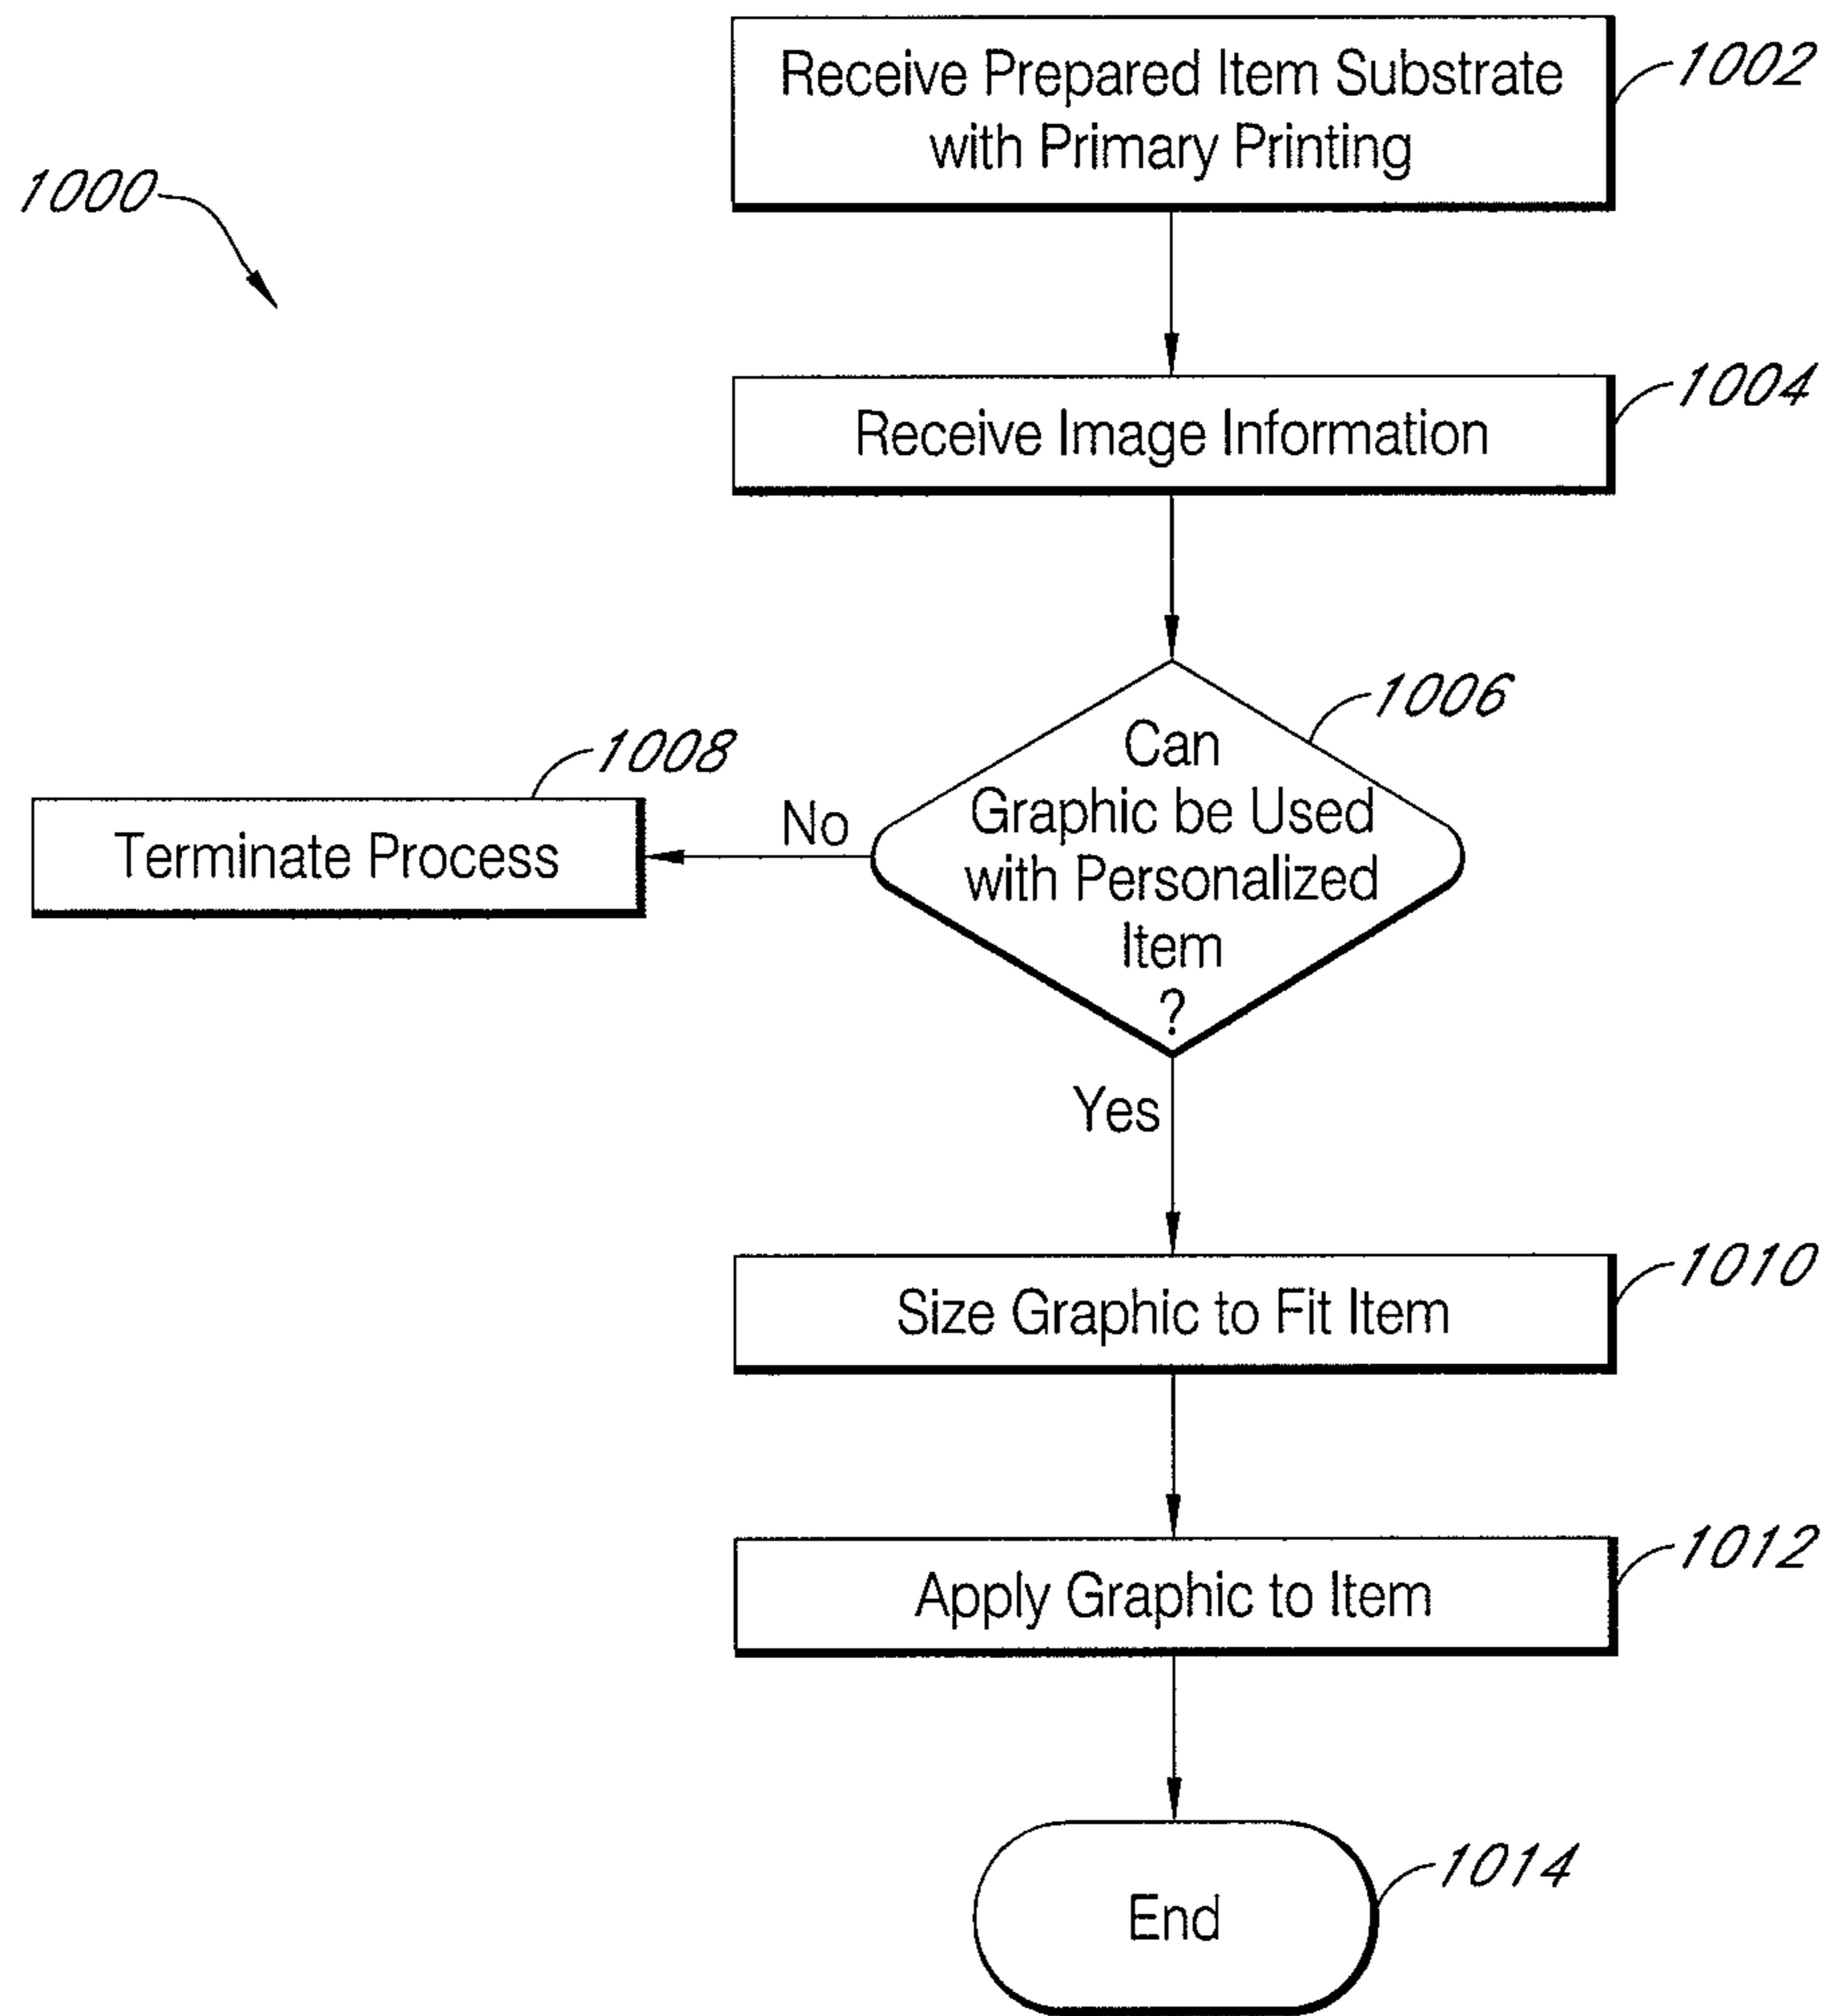 Receive Prepared Item Substrate
with Primary Printing
1002
1000
Receive Image Information
1004
Can
Graphic be Used
with Personalized
Item
?
1006
No
1008
Terminate Process
Yes
Size Graphic to Fit Item
1010
Apply Graphic to Item
1012
End
1014